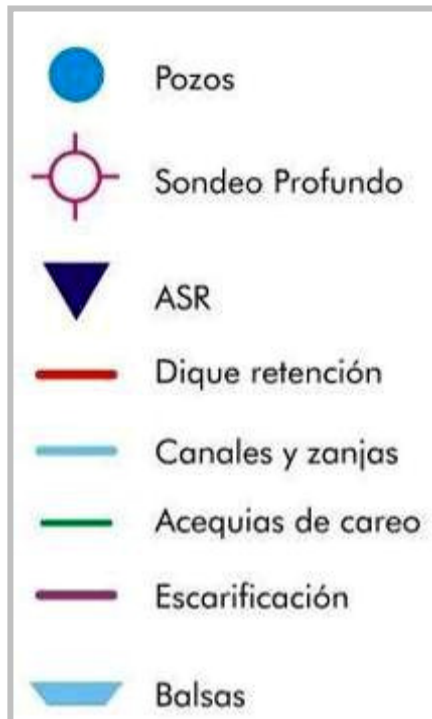 Pozos
Sondeo Profundo
ASR
Dique retención
Canales y zanjas
Acequias de careo
Escarificación
Balsas